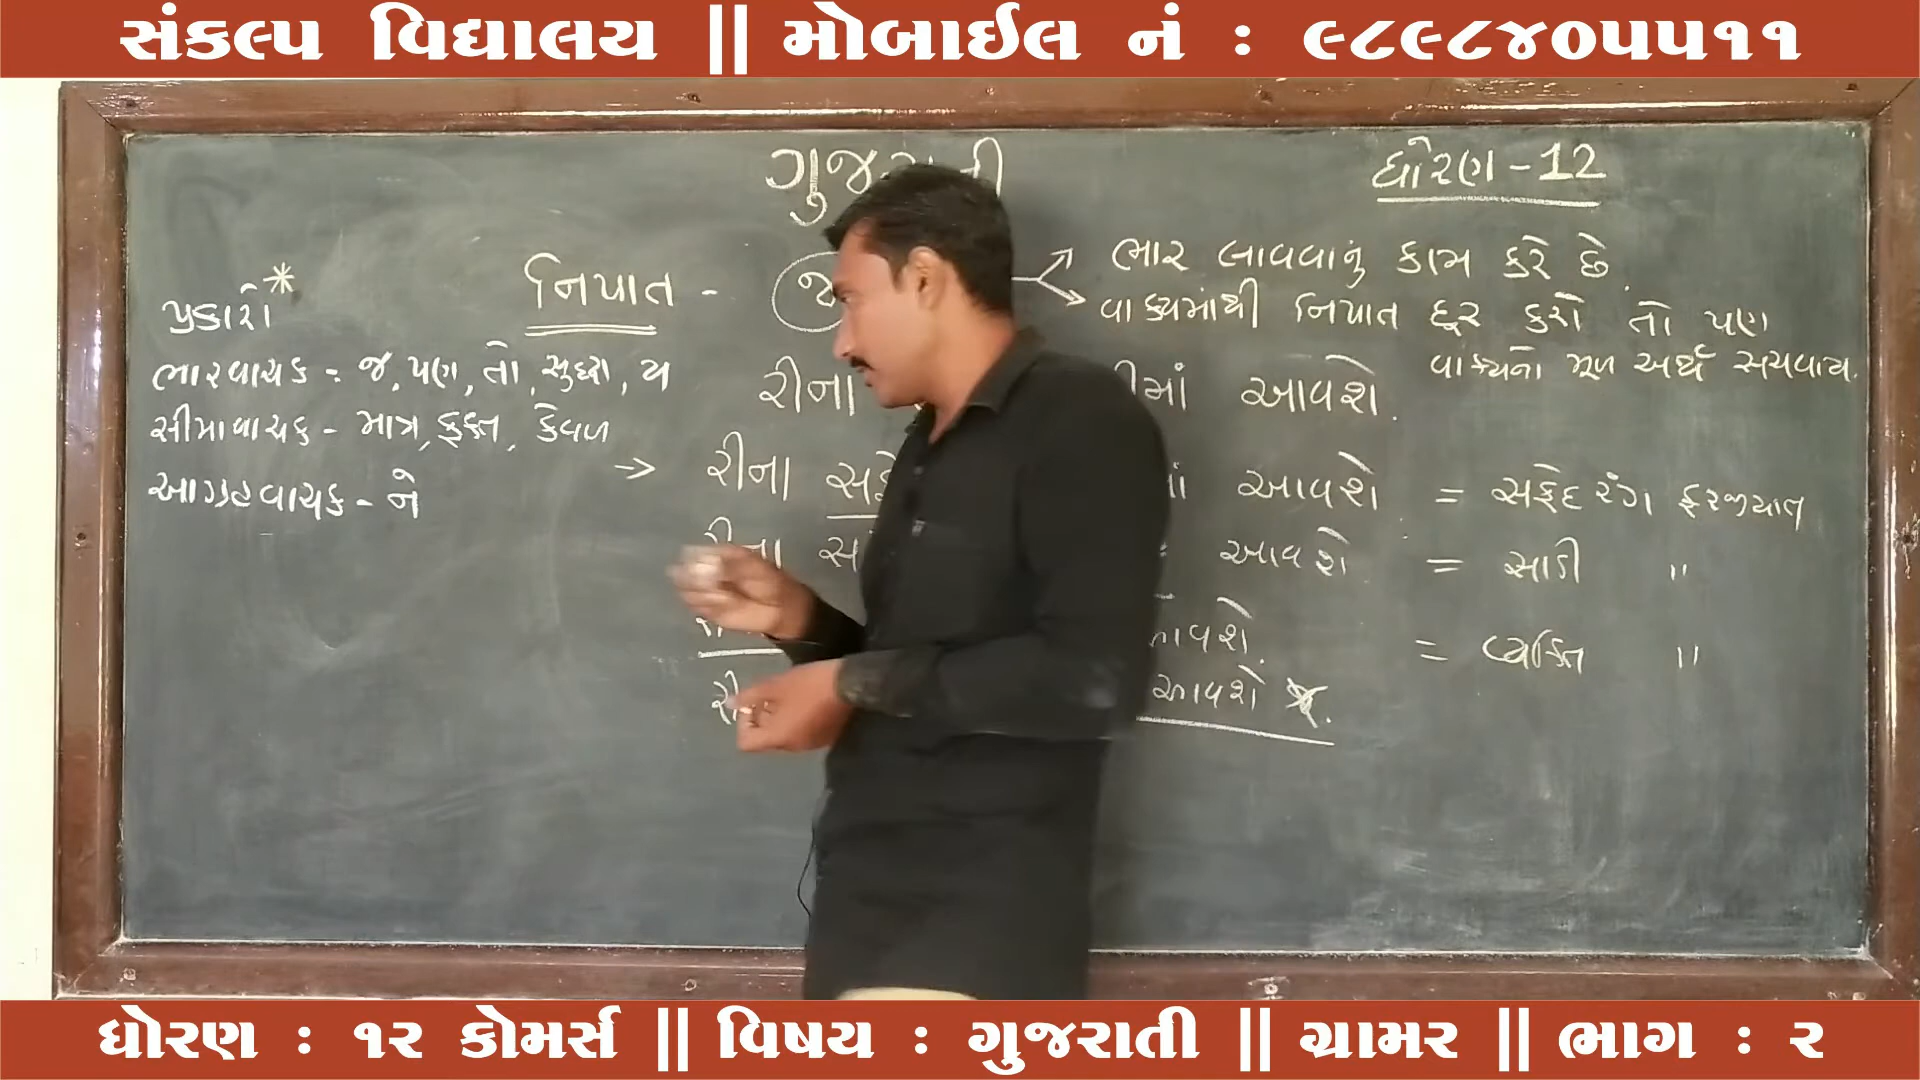 સંકલ્પ વિદ્યાલય || મોબાઈલ નં : ૯૮૯૮૪૦૫૫૧૧
ધોરણ - 12
નિપાત -
ભાર લાવવાનું કામ કરે છે.
વાક્યમાંથી નિપાત દૂર કરો તો પણ
વાક્યનો મૂળ અર્થ સચવાય.
પ્રકારો *
ભારવાચક - જ, પણ, તો, સુદ્ધા, ય
સીમાવાચક - માત્ર, ફક્ત, કેવળ
આગ્રહવાચક - ને
રીના આવશે.
→ રીના આવશે = સફેદ રંગ ફરજીયાત
આવશે. = સાડી "
આવશે. = વ્યક્તિ "
આવશે
ધોરણ : ૧૨ કોમર્સ || વિષય : ગુજરાતી || ગ્રામર || ભાગ : ૨